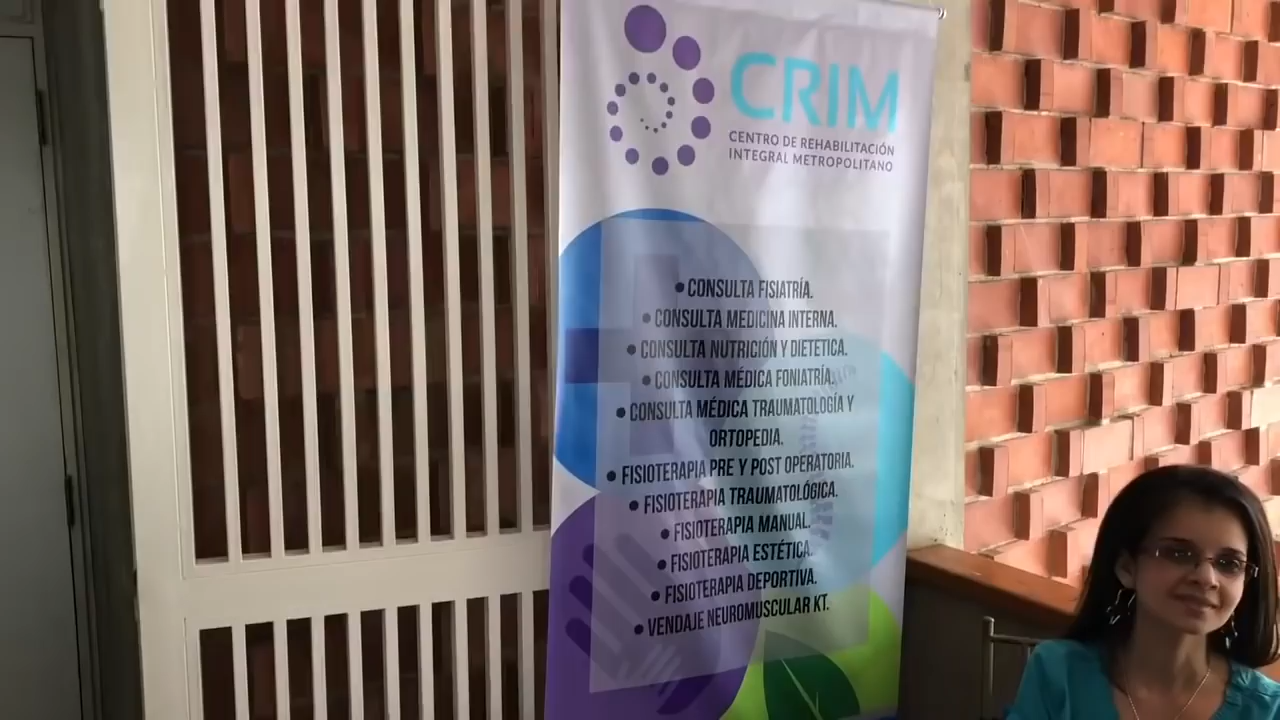 CRIM
CENTRO DE REHABILITACIÓN
INTEGRAL METROPOLITANO
• CONSULTA FISIATRÍA.
• CONSULTA MEDICINA INTERNA.
• CONSULTA NUTRICIÓN Y DIETETICA.
• CONSULTA MÉDICA FONIATRÍA.
• CONSULTA MÉDICA TRAUMATOLOGÍA Y
ORTOPEDIA.
• FISIOTERAPIA PRE Y POST OPERATORIA.
• FISIOTERAPIA TRAUMATOLÓGICA.
• FISIOTERAPIA MANUAL.
• FISIOTERAPIA ESTÉTICA.
• FISIOTERAPIA DEPORTIVA.
• VENDAJE NEUROMUSCULAR KT.